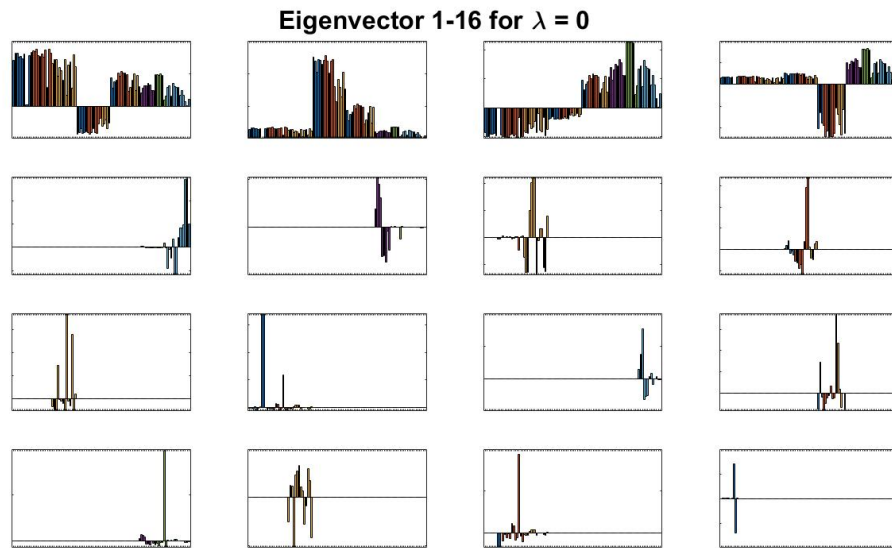 Eigenvector 1-16 for λ = 0